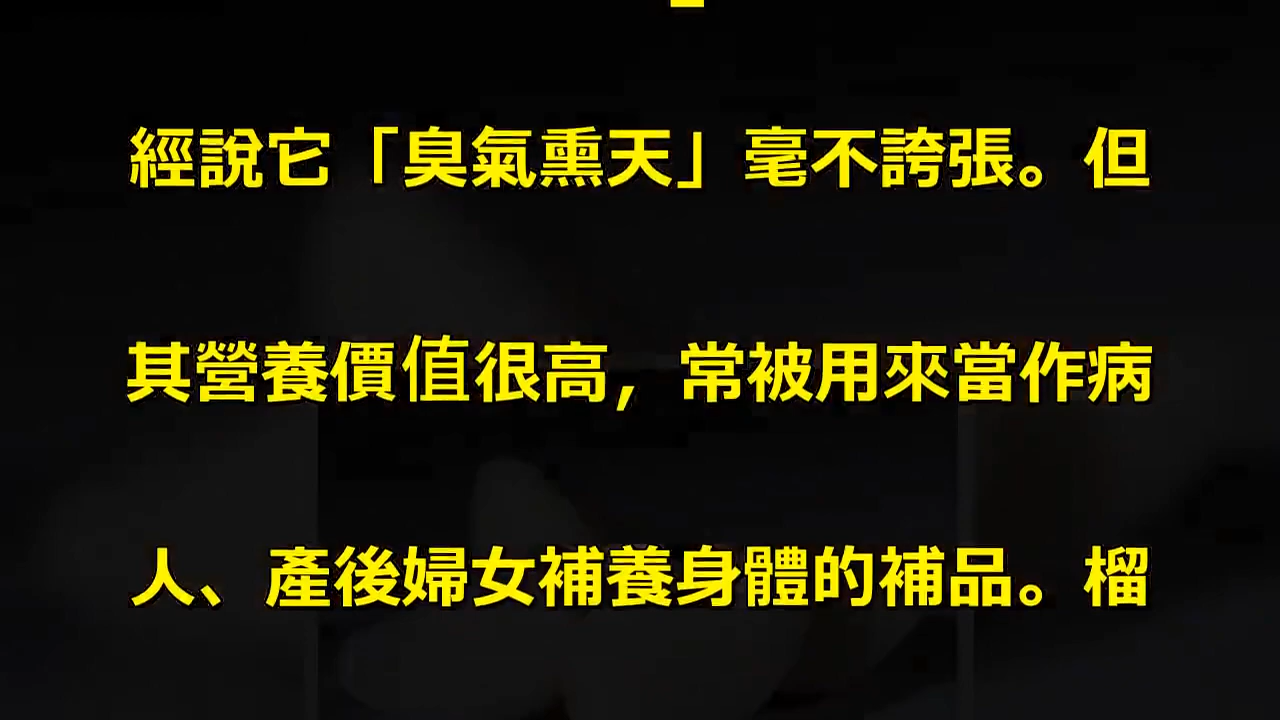 經說它「臭氣熏天」毫不誇張。但
其營養價值很高，常被用來當作病
人、產後婦女補養身體的補品。榴